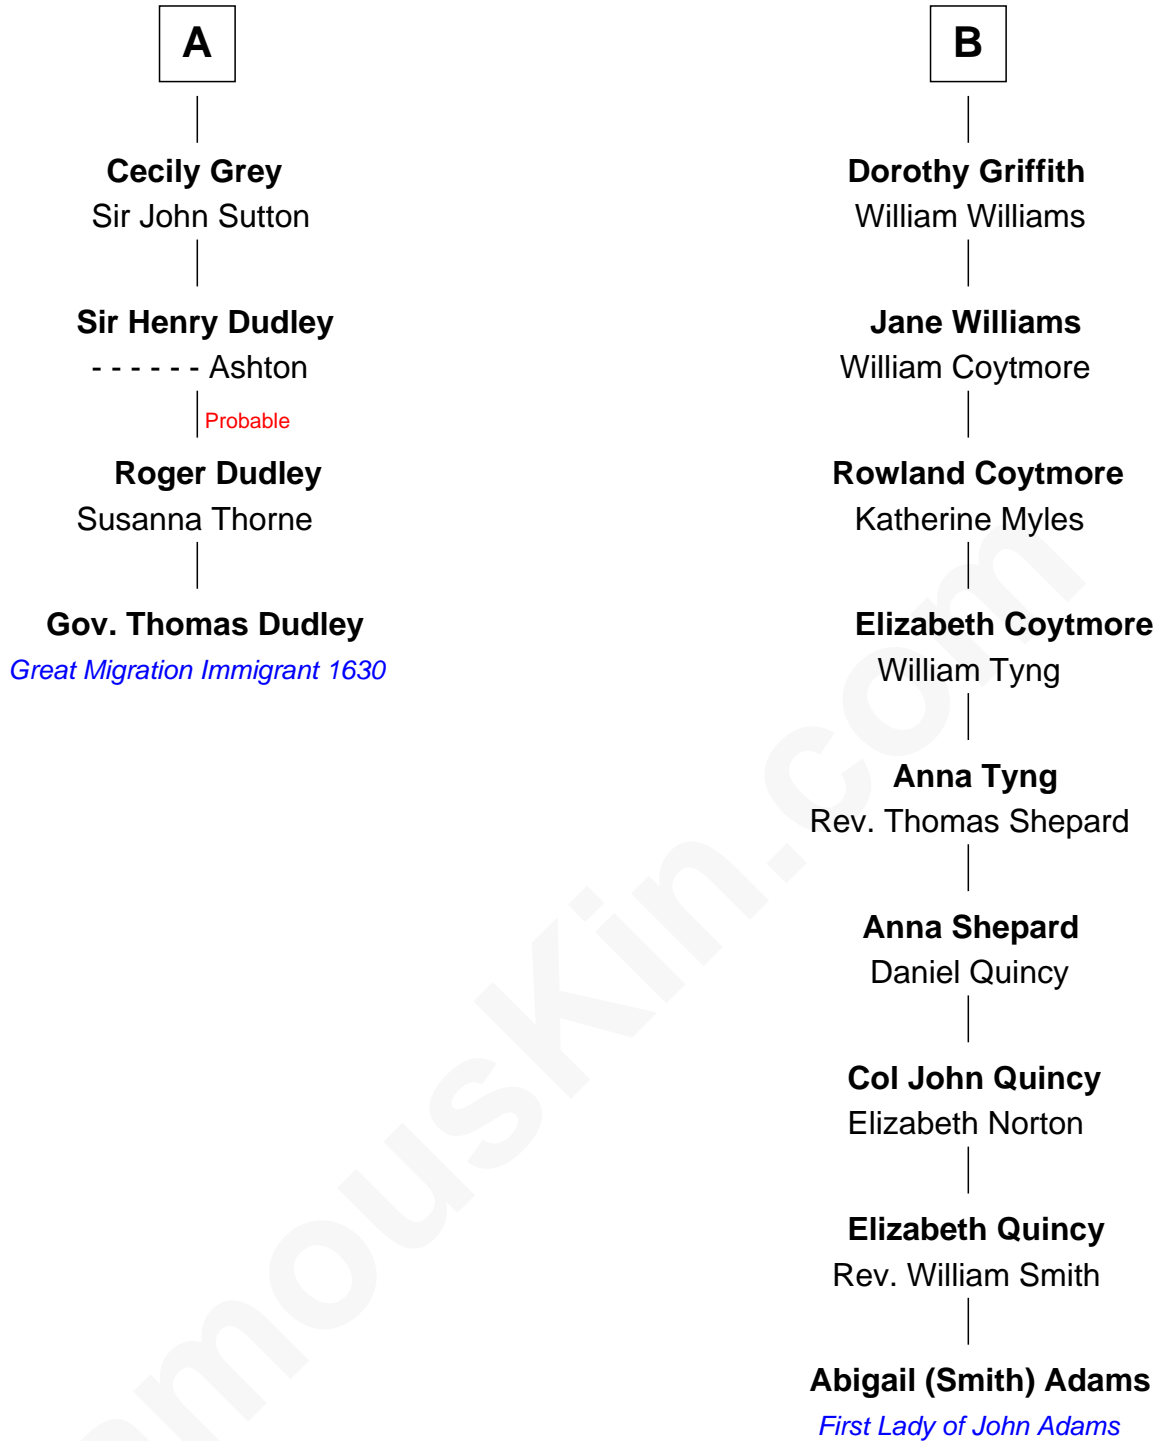 A
Cecily Grey
Sir John Sutton
Sir Henry Dudley
- - - - - - Ashton
Probable
Roger Dudley
Susanna Thorne
Gov. Thomas Dudley
Great Migration Immigrant 1630
B
Dorothy Griffith
William Williams
Jane Williams
William Coytmore
Rowland Coytmore
Katherine Myles
Elizabeth Coytmore
William Tyng
Anna Tyng
Rev. Thomas Shepard
Anna Shepard
Daniel Quincy
Col John Quincy
Elizabeth Norton
Elizabeth Quincy
Rev. William Smith
Abigail (Smith) Adams
First Lady of John Adams
amouskin.com